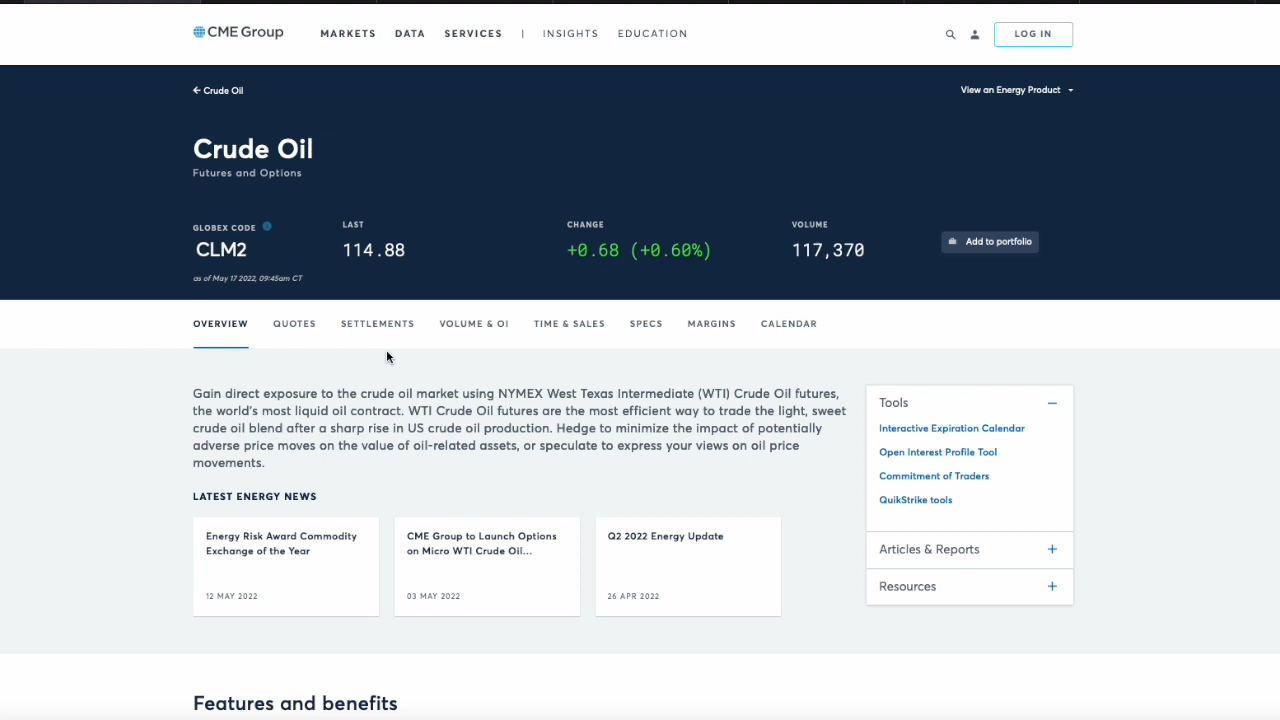 CME Group
MARKETS DATA SERVICES | INSIGHTS EDUCATION
LOG IN
← Crude Oil
View an Energy Product
Crude Oil
Futures and Options
GLOBEX CODE
LAST
CHANGE
VOLUME
CLM2
114.88
+0.68 (+0.60%)
117,370
Add to portfolio
as of May 17 2022, 09:45am CT
OVERVIEW QUOTES SETTLEMENTS VOLUME & OI TIME & SALES SPECS MARGINS CALENDAR
Gain direct exposure to the crude oil market using NYMEX West Texas Intermediate (WTI) Crude Oil futures,
the world's most liquid oil contract. WTI Crude Oil futures are the most efficient way to trade the light, sweet
crude oil blend after a sharp rise in US crude oil production. Hedge to minimize the impact of potentially
adverse price moves on the value of oil-related assets, or speculate to express your views on oil price
movements.
LATEST ENERGY NEWS
Energy Risk Award Commodity
Exchange of the Year
12 MAY 2022
CME Group to Launch Options
on Micro WTI Crude Oil...
03 MAY 2022
Q2 2022 Energy Update
26 APR 2022
Tools
Interactive Expiration Calendar
Open Interest Profile Tool
Commitment of Traders
QuikStrike tools
Articles & Reports
Resources
Features and benefits